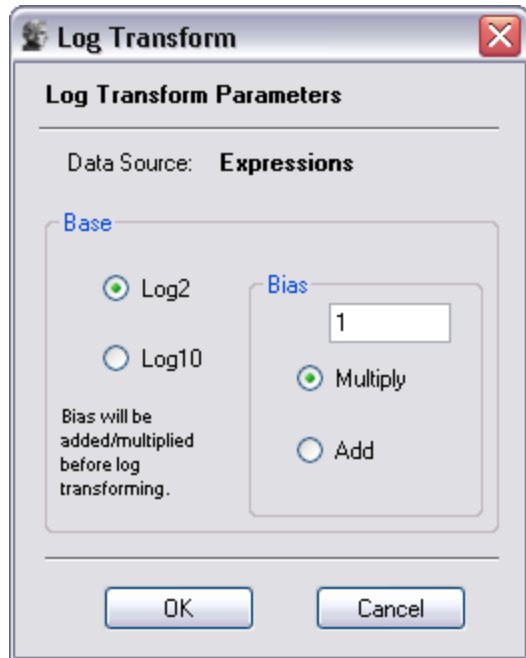 Log Transform
Log Transform Parameters
Data Source: Expressions
Base
Log2
Log10
Bias will be
added/multiplied
before log
transforming.
Bias
1
Multiply
Add
OK Cancel